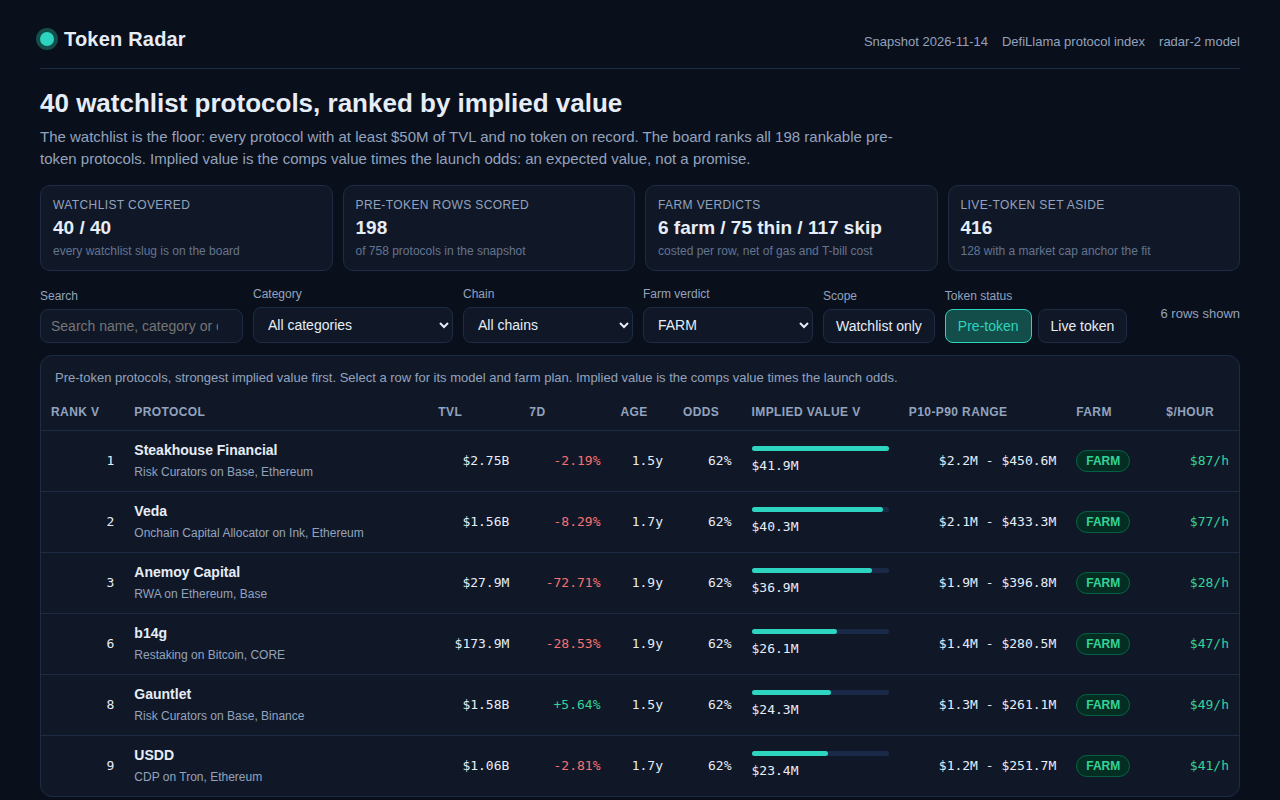 Token Radar
Snapshot 2026-11-14 DefiLlama protocol index radar-2 model
40 watchlist protocols, ranked by implied value
The watchlist is the floor: every protocol with at least $50M of TVL and no token on record. The board ranks all 198 rankable pre-
token protocols. Implied value is the comps value times the launch odds: an expected value, not a promise.
WATCHLIST COVERED
40 / 40
every watchlist slug is on the board
PRE-TOKEN ROWS SCORED
198
of 758 protocols in the snapshot
FARM VERDICTS
6 farm / 75 thin / 117 skip
costed per row, net of gas and T-bill cost
LIVE-TOKEN SET ASIDE
416
128 with a market cap anchor the fit
Search
Search name, category or
Category
All categories
Chain
All chains
Farm verdict
FARM
Scope
Watchlist only
Token status
Pre-token Live token
6 rows shown
Pre-token protocols, strongest implied value first. Select a row for its model and farm plan. Implied value is the comps value times the launch odds.
RANK V PROTOCOL TVL 7D AGE ODDS IMPLIED VALUE V P10-P90 RANGE FARM $/HOUR
1 Steakhouse Financial $2.75B -2.19% 1.5y 62% $41.9M $2.2M - $450.6M FARM $87/h
Risk Curators on Base, Ethereum
2 Veda $1.56B -8.29% 1.7y 62% $40.3M $2.1M - $433.3M FARM $77/h
Onchain Capital Allocator on Ink, Ethereum
3 Anemoy Capital $27.9M -72.71% 1.9y 62% $36.9M $1.9M - $396.8M FARM $28/h
RWA on Ethereum, Base
6 b14g $173.9M -28.53% 1.9y 62% $26.1M $1.4M - $280.5M FARM $47/h
Restaking on Bitcoin, CORE
8 Gauntlet $1.58B +5.64% 1.5y 62% $24.3M $1.3M - $261.1M FARM $49/h
Risk Curators on Base, Binance
9 USDD $1.06B -2.81% 1.7y 62% $23.4M $1.2M - $251.7M FARM $41/h
CDP on Tron, Ethereum